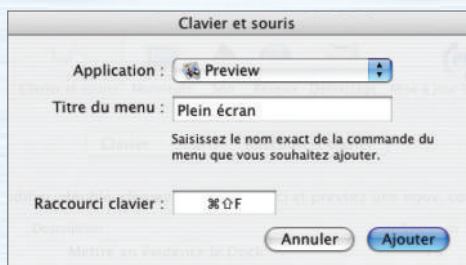 Clavier et souris
Application : Preview
Titre du menu : Plein écran
Saisissez le nom exact de la commande du
menu que vous souhaitez ajouter.
Raccourci clavier : ⌘⇧F
Annuler Ajouter